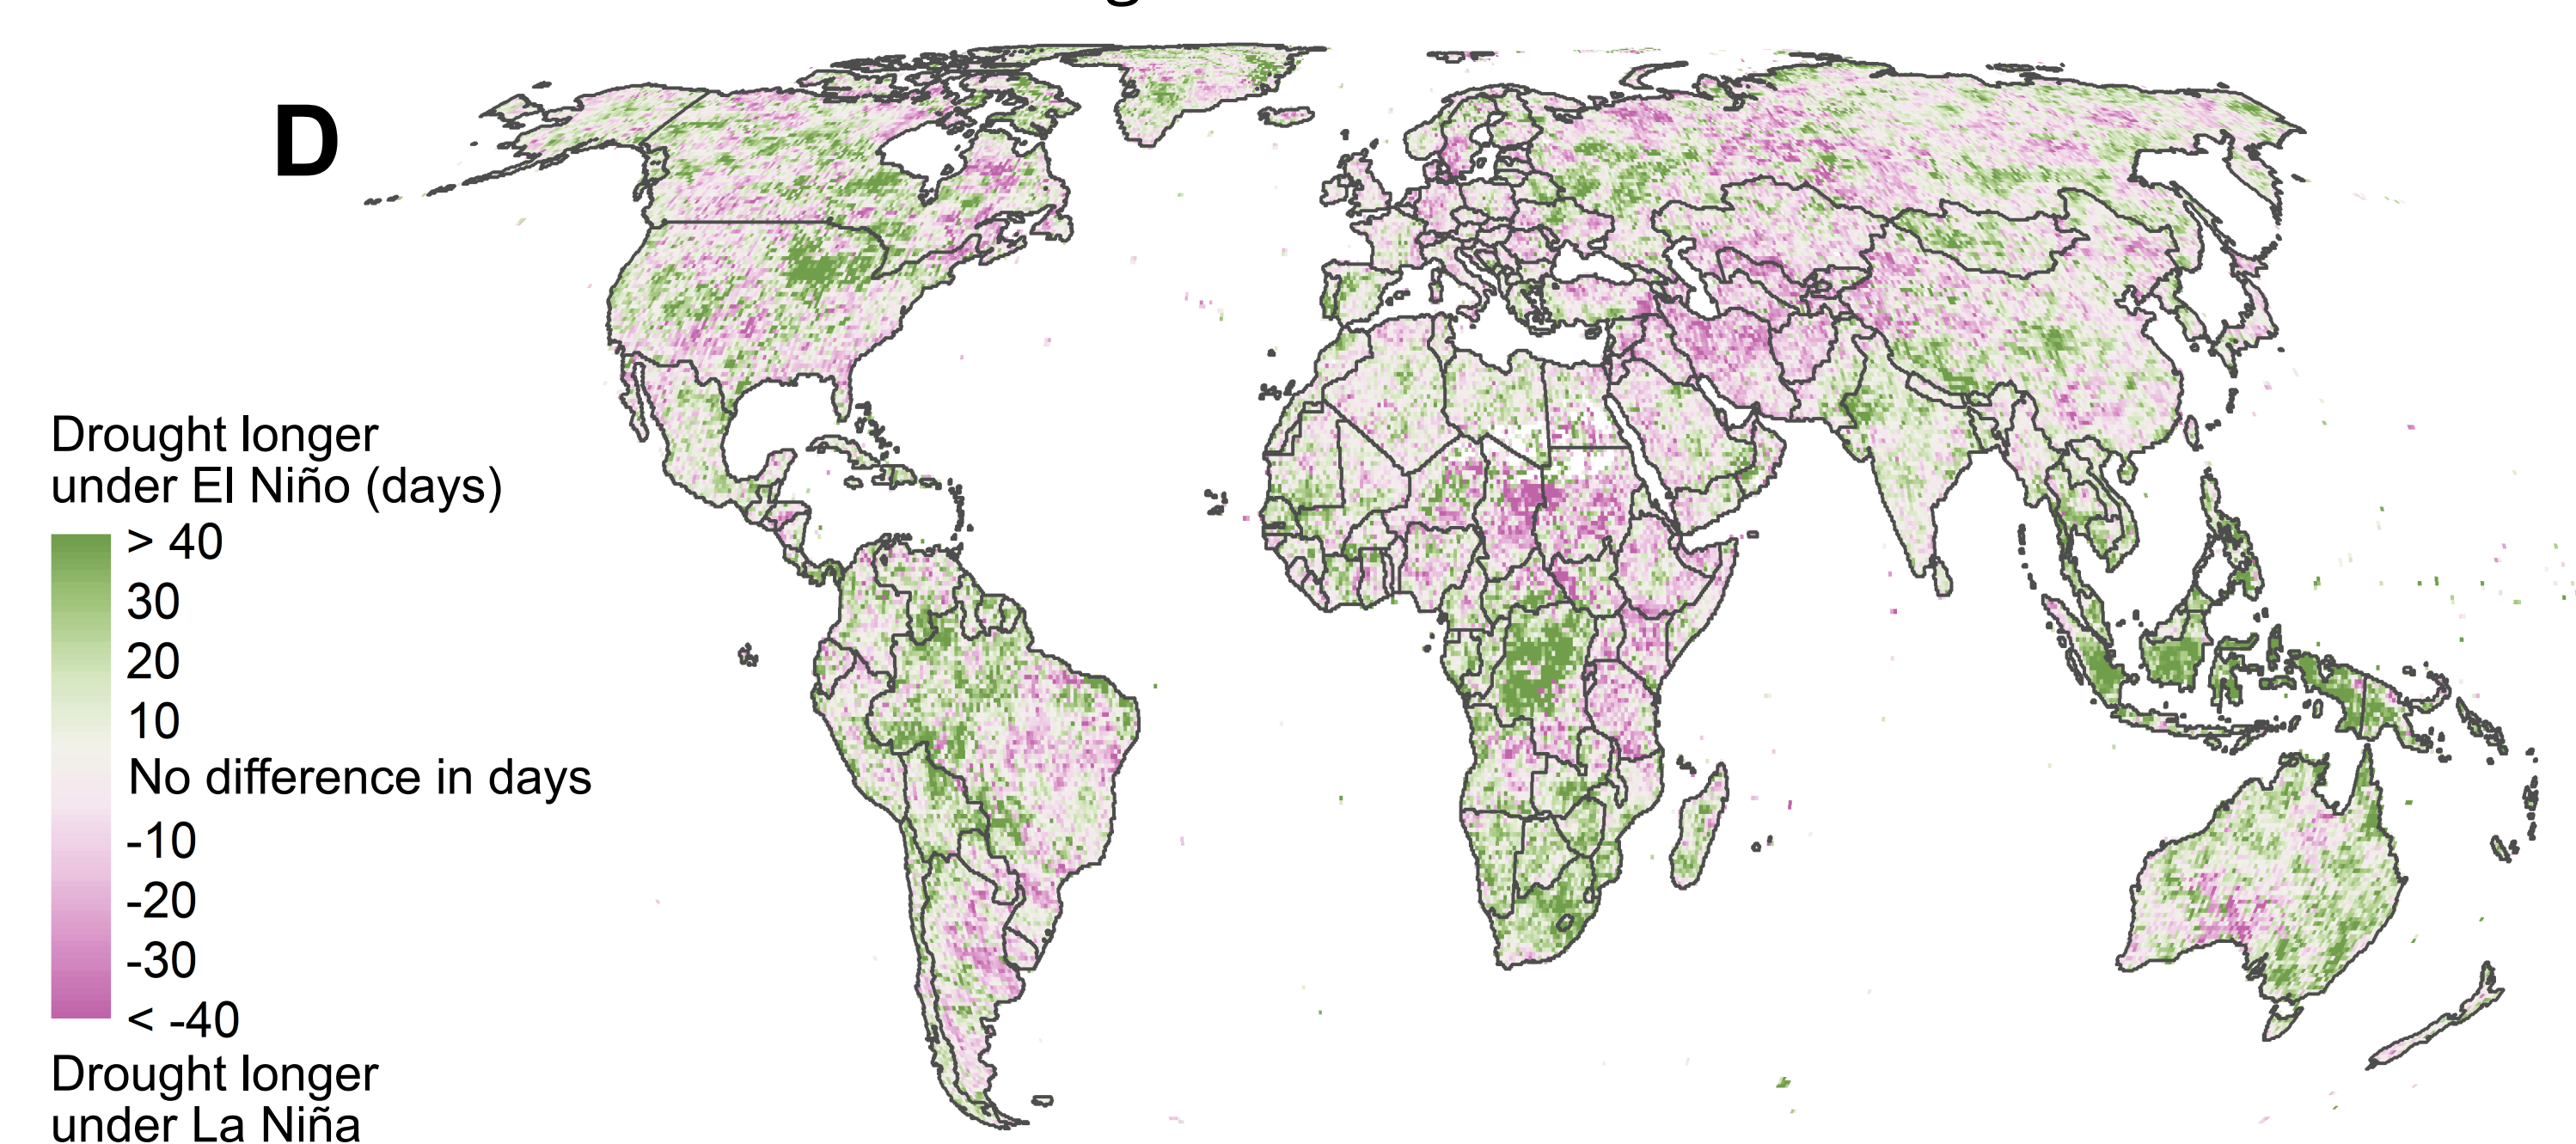 D
Drought longer
under El Niño (days)
> 40
30
20
10
No difference in days
-10
-20
-30
< -40
Drought longer
under La Niña